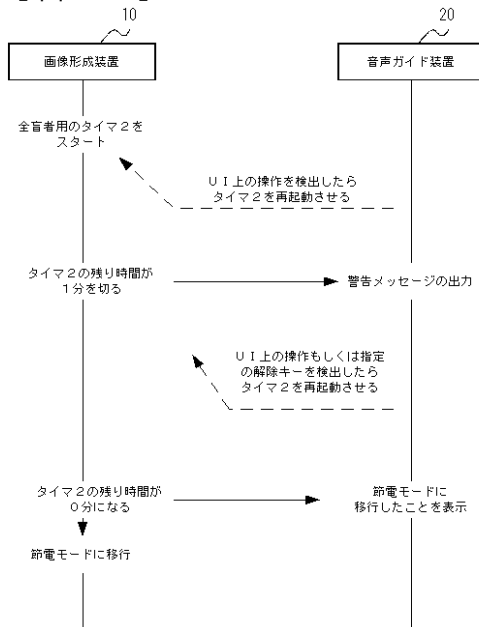 10
20
画像形成装置
音声ガイド装置
全盲者用のタイマ2を
スタート
UI上の操作を検出したら
タイマ2を再起動させる
タイマ2の残り時間が
1分を切る
警告メッセージの出力
UI上の操作もしくは指定
の解除キーを検出したら
タイマ2を再起動させる
タイマ2の残り時間が
0分になる
節電モードに
移行したことを表示
節電モードに移行